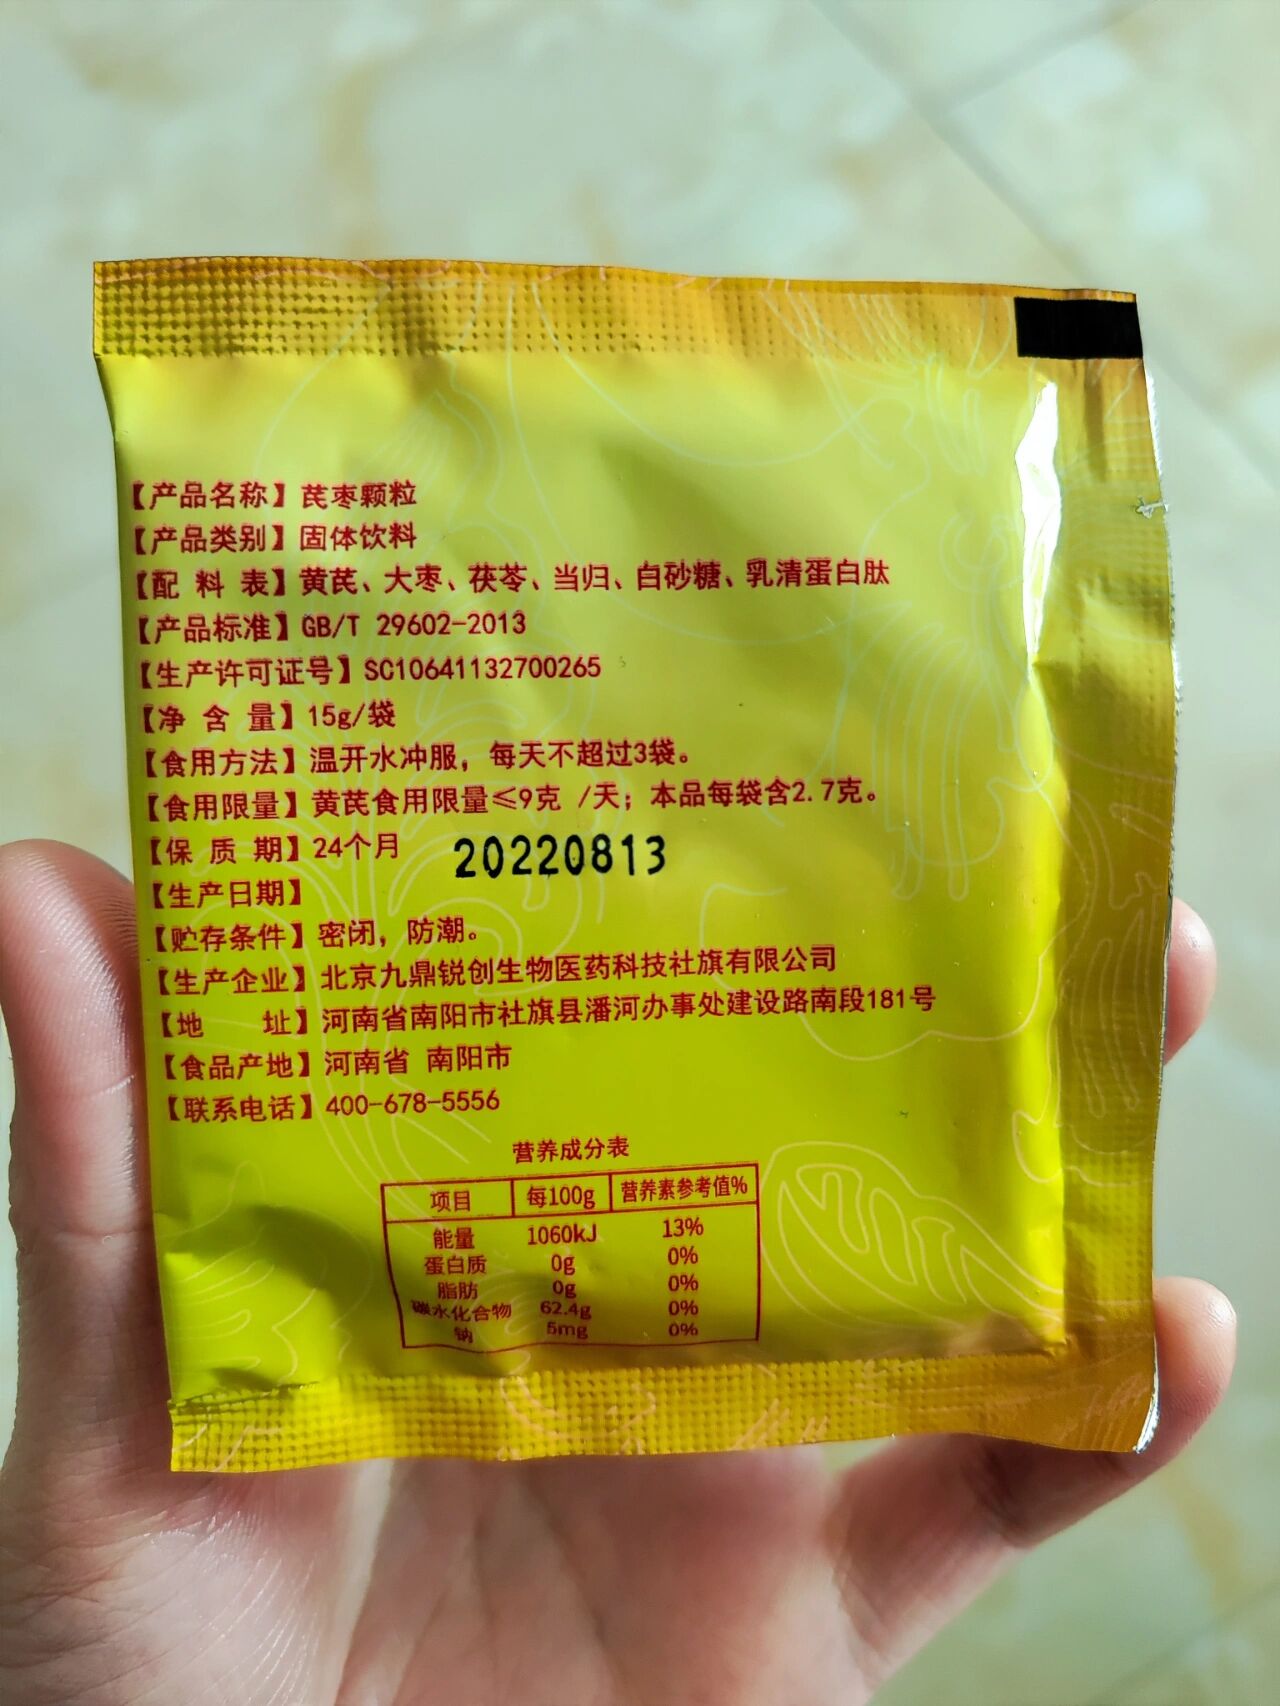 【产品名称】芪枣颗粒
【产品类别】固体饮料
【配 料 表】黄芪、大枣、茯苓、当归、白砂糖、乳清蛋白肽
【产品标准】GB/T 29602-2013
【生产许可证号】SC10641132700265
【净 含 量】15g/袋
【食用方法】温开水冲服，每天不超过3袋。
【食用限量】黄芪食用限量≤9克 /天；本品每袋含2.7克。
【保 质 期】24个月
20220813
【生产日期】
【贮存条件】密闭，防潮。
【生产企业】北京九鼎锐创生物医药科技社旗有限公司
【地 址】河南省南阳市社旗县潘河办事处建设路南段181号
【食品产地】河南省 南阳市
【联系电话】400-678-5556
营养成分表
项目 每100g 营养素参考值%
能量 1060kJ 13%
蛋白质 0g 0%
脂肪 0g 0%
碳水化合物 62.4g 0%
钠 5mg 0%